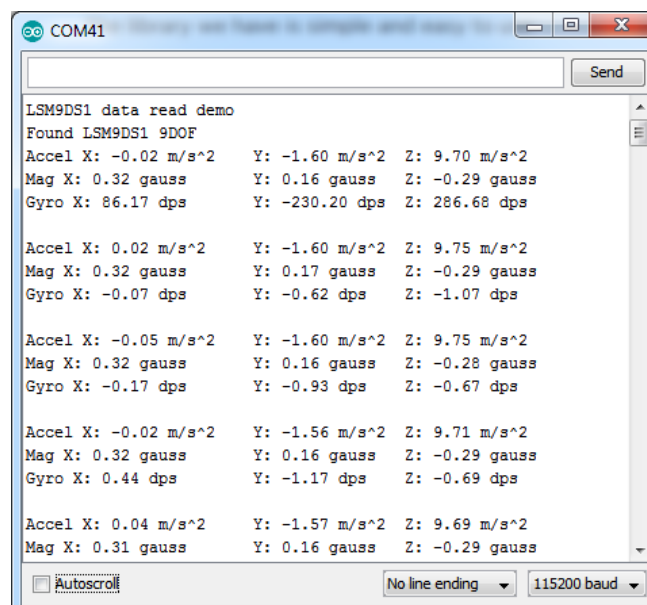 library we have is simple and easy to u
COM41
Send
LSM9DS1 data read demo
Found LSM9DS1 9DOF
Accel X: -0.02 m/s^2 Y: -1.60 m/s^2 Z: 9.70 m/s^2
Mag X: 0.32 gauss Y: 0.16 gauss Z: -0.29 gauss
Gyro X: 86.17 dps Y: -230.20 dps Z: 286.68 dps
Accel X: 0.02 m/s^2 Y: -1.60 m/s^2 Z: 9.75 m/s^2
Mag X: 0.32 gauss Y: 0.17 gauss Z: -0.29 gauss
Gyro X: -0.07 dps Y: -0.62 dps Z: -1.07 dps
Accel X: -0.05 m/s^2 Y: -1.60 m/s^2 Z: 9.75 m/s^2
Mag X: 0.32 gauss Y: 0.16 gauss Z: -0.28 gauss
Gyro X: -0.17 dps Y: -0.93 dps Z: -0.67 dps
Accel X: -0.02 m/s^2 Y: -1.56 m/s^2 Z: 9.71 m/s^2
Mag X: 0.32 gauss Y: 0.16 gauss Z: -0.29 gauss
Gyro X: 0.44 dps Y: -1.17 dps Z: -0.69 dps
Accel X: 0.04 m/s^2 Y: -1.57 m/s^2 Z: 9.69 m/s^2
Mag X: 0.31 gauss Y: 0.16 gauss Z: -0.29 gauss
Autoscroll No line ending 115200 baud